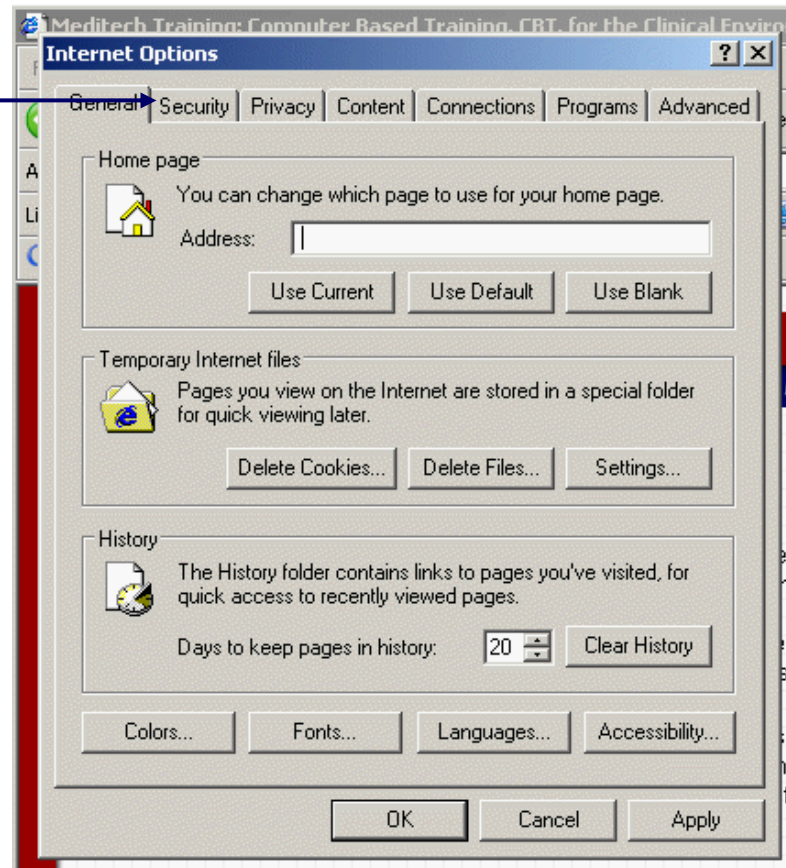 Meditech Training: Computer Based Training, CBT, for the Clinical Enviro
Internet Options
General Security Privacy Content Connections Programs Advanced
A
Li
Home page
You can change which page to use for your home page.
Address:
Use Current Use Default Use Blank
Temporary Internet files
Pages you view on the Internet are stored in a special folder
for quick viewing later.
Delete Cookies... Delete Files... Settings...
History
The History folder contains links to pages you've visited, for
quick access to recently viewed pages.
Days to keep pages in history: 20 Clear History
Colors... Fonts... Languages... Accessibility...
OK Cancel Apply